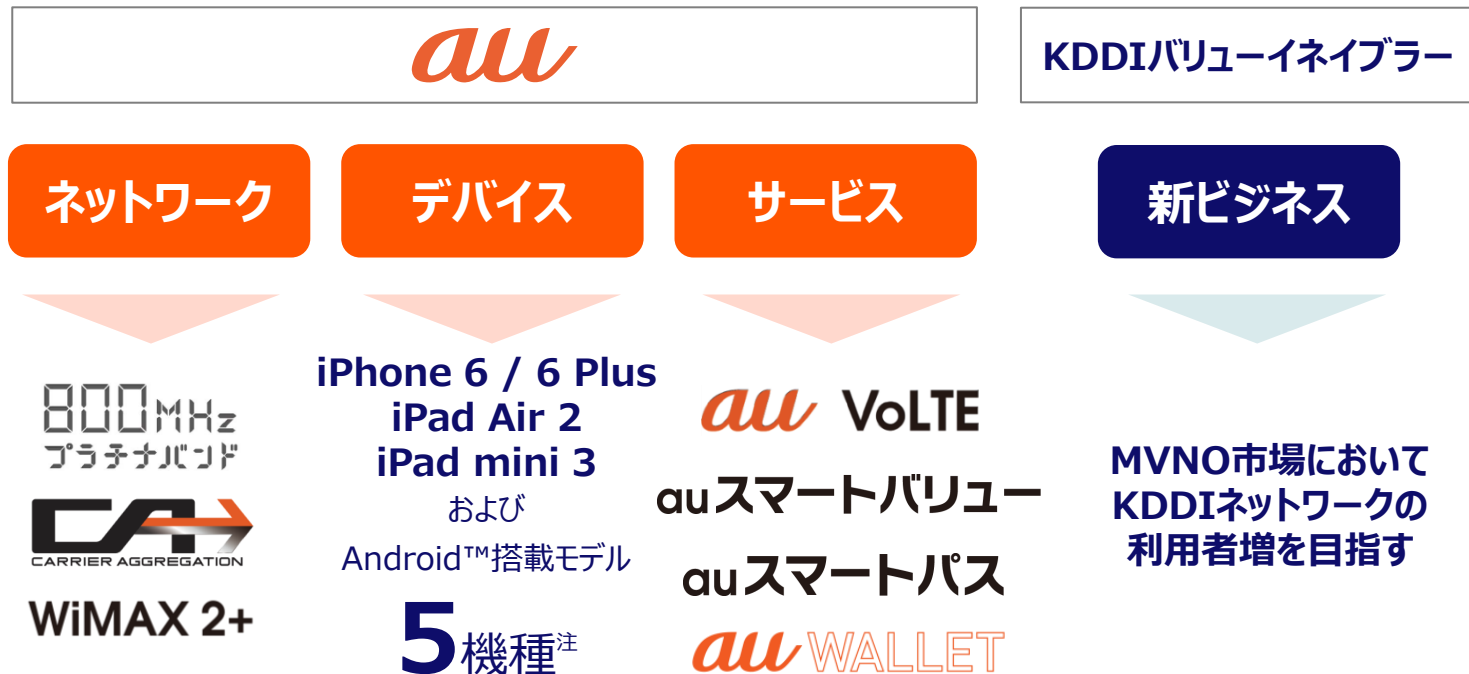 au
KDDIバリューイネイブラー
ネットワーク
デバイス
サービス
新ビジネス
800MHz
プラチナバンド
CA
CARRIER AGGREGATION
WiMAX 2+
iPhone 6 / 6 Plus
iPad Air 2
iPad mini 3
および
Android™搭載モデル
5機種注
au VoLTE
auスマートバリュー
auスマートパス
au WALLET
MVNO市場において
KDDIネットワークの
利用者増を目指す